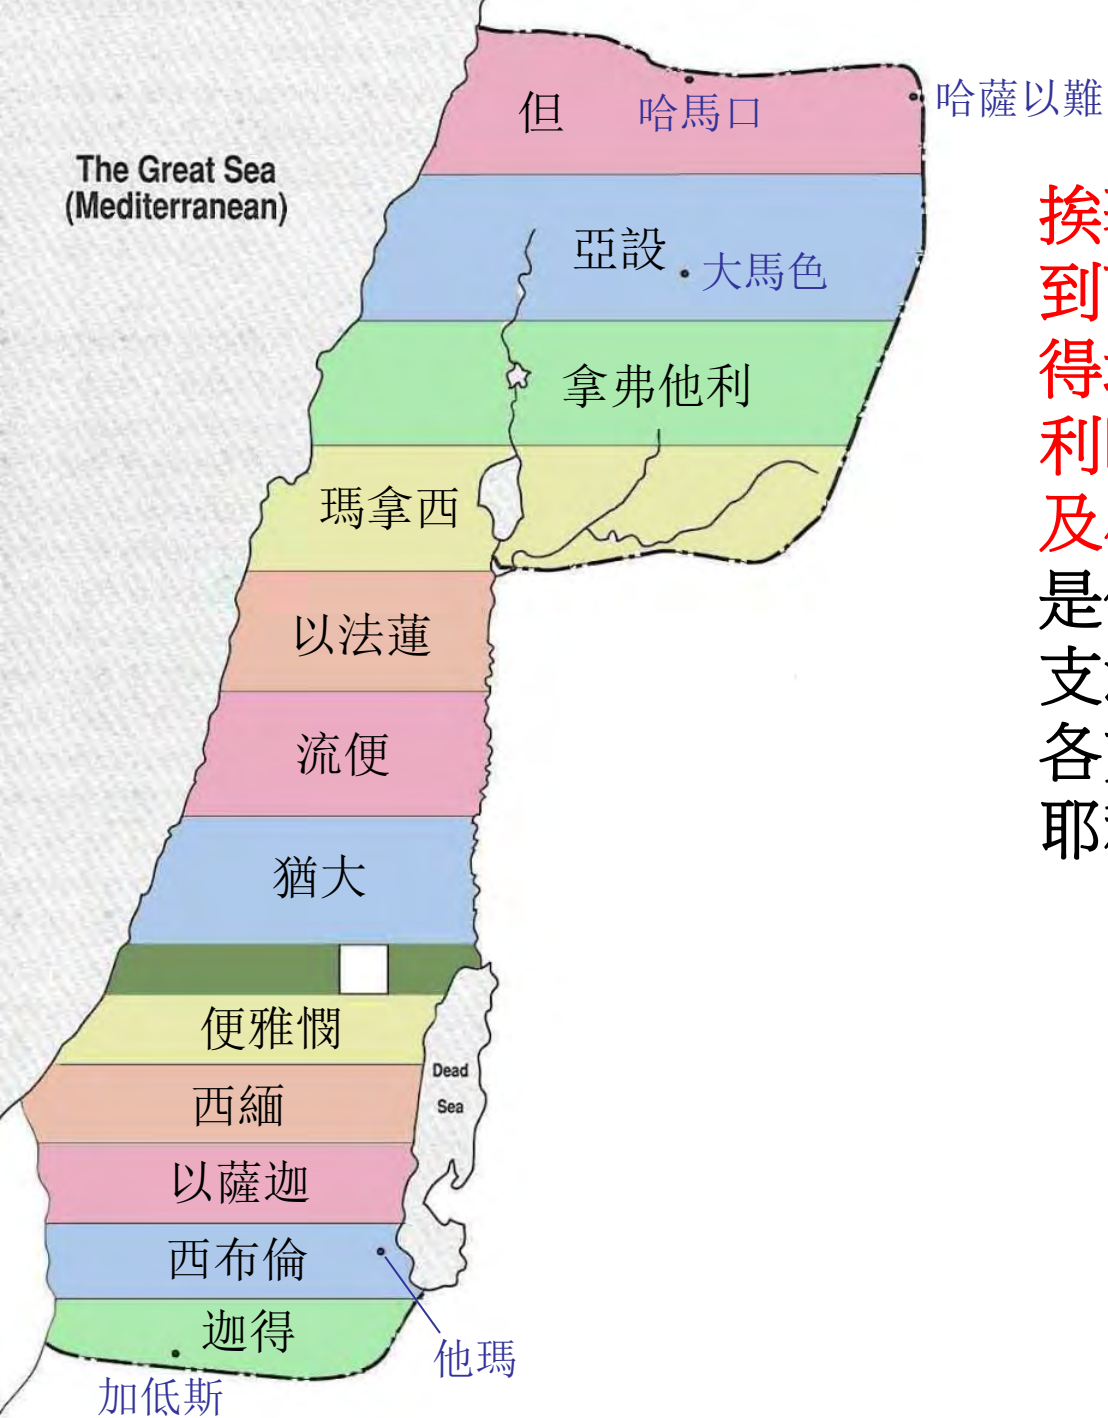 但
哈馬口
哈薩以難
The Great Sea
(Mediterranean)
亞設
大馬色
拿弗他利
瑪拿西
以法蓮
流便
猶大
便雅憫
Dead
Sea
西緬
以薩迦
西布倫
迦得
他瑪
加低斯
挨
到
得
利
及
是
支
各
耶